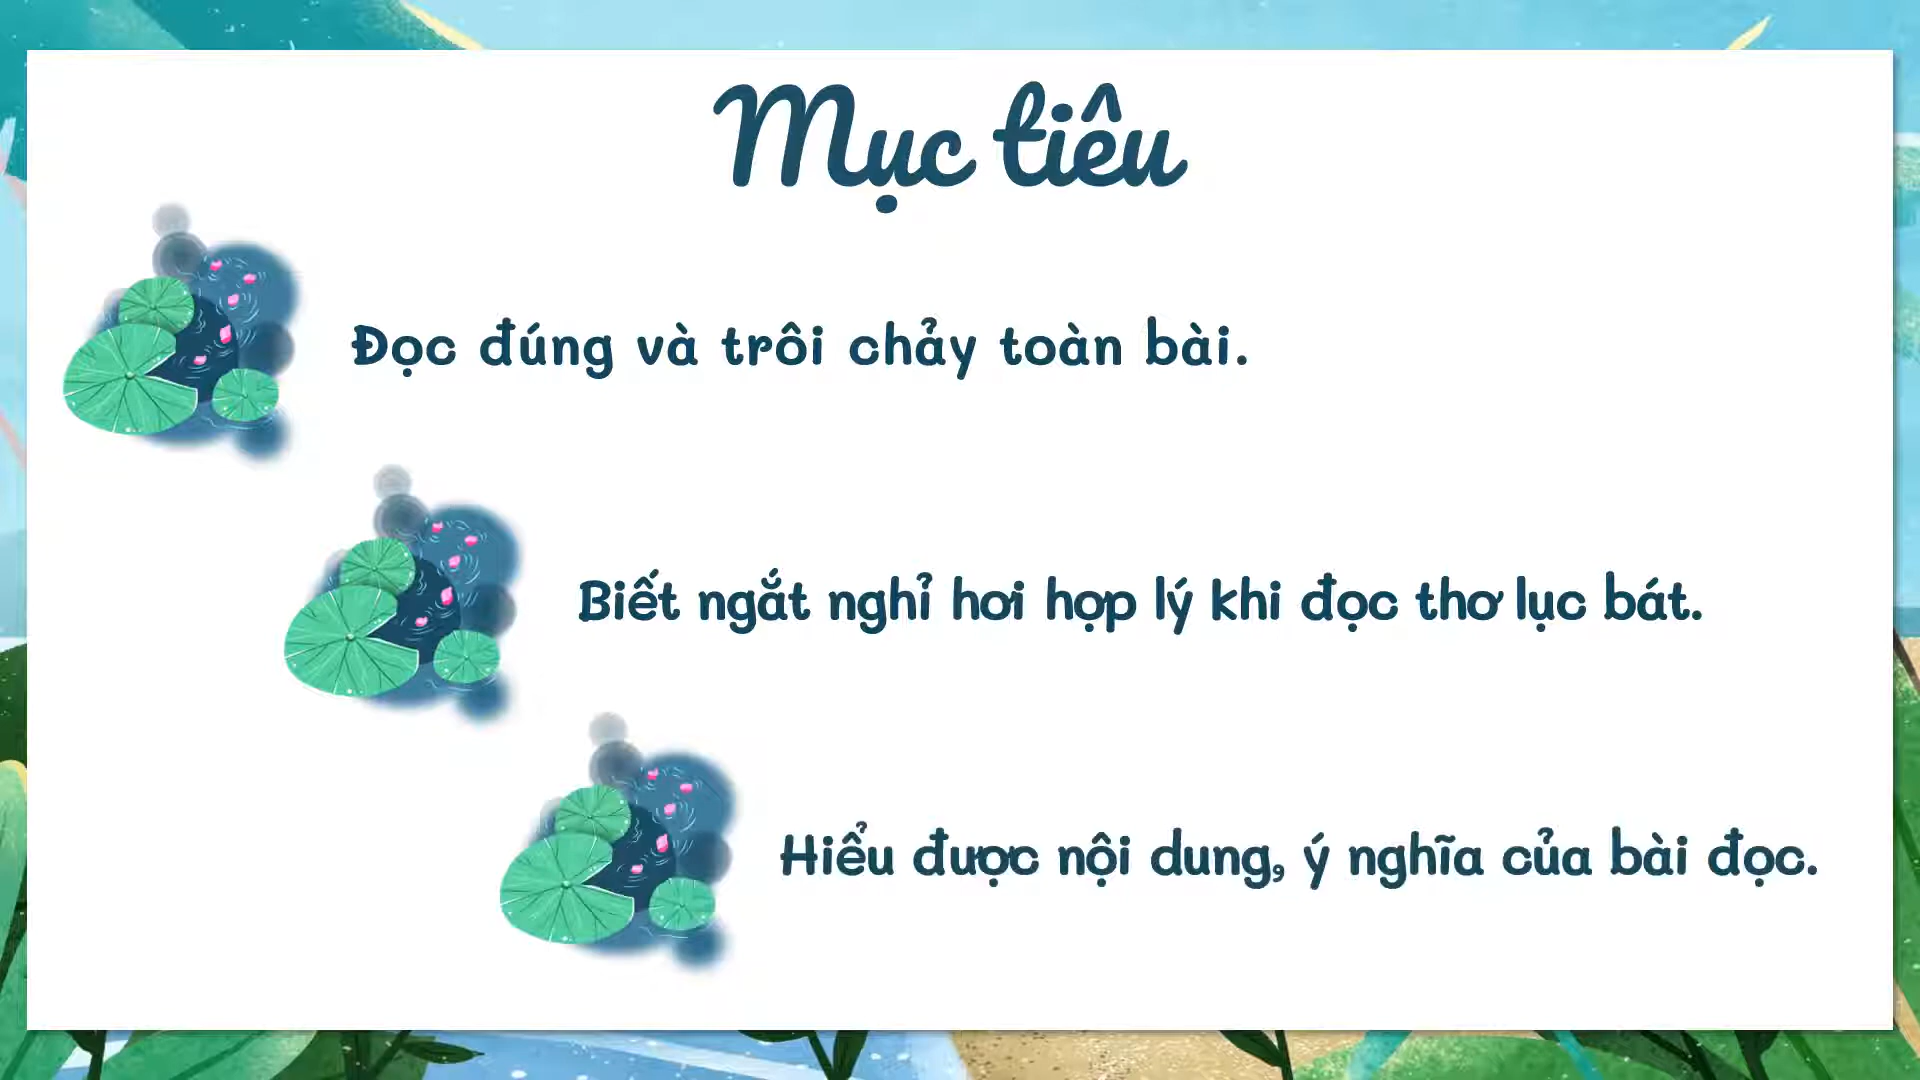 Mục tiêu
Đọc đúng và trôi chảy toàn bài.
Biết ngắt nghỉ hơi hợp lý khi đọc thơ lục bát.
Hiểu được nội dung, ý nghĩa của bài đọc.